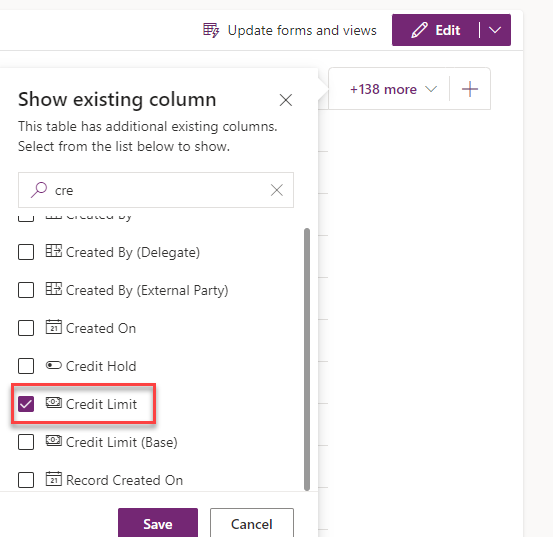 Update forms and views
Edit
Show existing column
+138 more
This table has additional existing columns.
Select from the list below to show.
cre
Created By
Created By (Delegate)
Created By (External Party)
21 Created On
Credit Hold
Credit Limit
Credit Limit (Base)
21 Record Created On
Save
Cancel